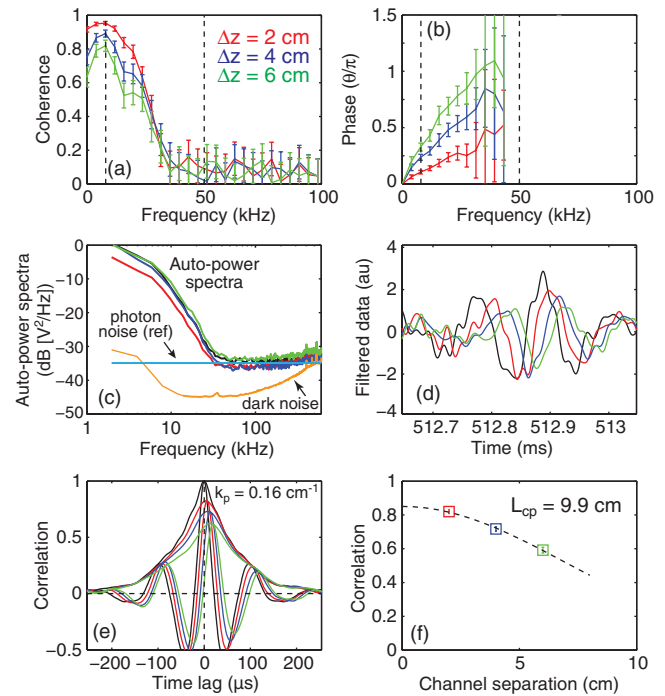 1
0.8
0.6
0.4
0.2
0
Coherence
Δz = 2 cm
Δz = 4 cm
Δz = 6 cm
(a)
0
50
100
Frequency (kHz)
1.5
1
0.5
0
Phase (θ/π)
(b)
0
50
100
Frequency (kHz)
0
−10
−20
−30
−40
−50
Auto-power spectra
(dB [V²/Hz])
Auto-power
spectra
photon
noise (ref)
(c)
dark noise
1
10
100
Frequency (kHz)
4
2
0
−2
−4
Filtered data (au)
(d)
512.7
512.8
512.9
513
Time (ms)
1
0.5
0
-0.5
Correlation
kₚ = 0.16 cm⁻¹
(e)
−200
−100
0
100
200
Time lag (μs)
1
0.8
0.6
0.4
0.2
0
Correlation
L_cp = 9.9 cm
(f)
0
5
10
Channel separation (cm)